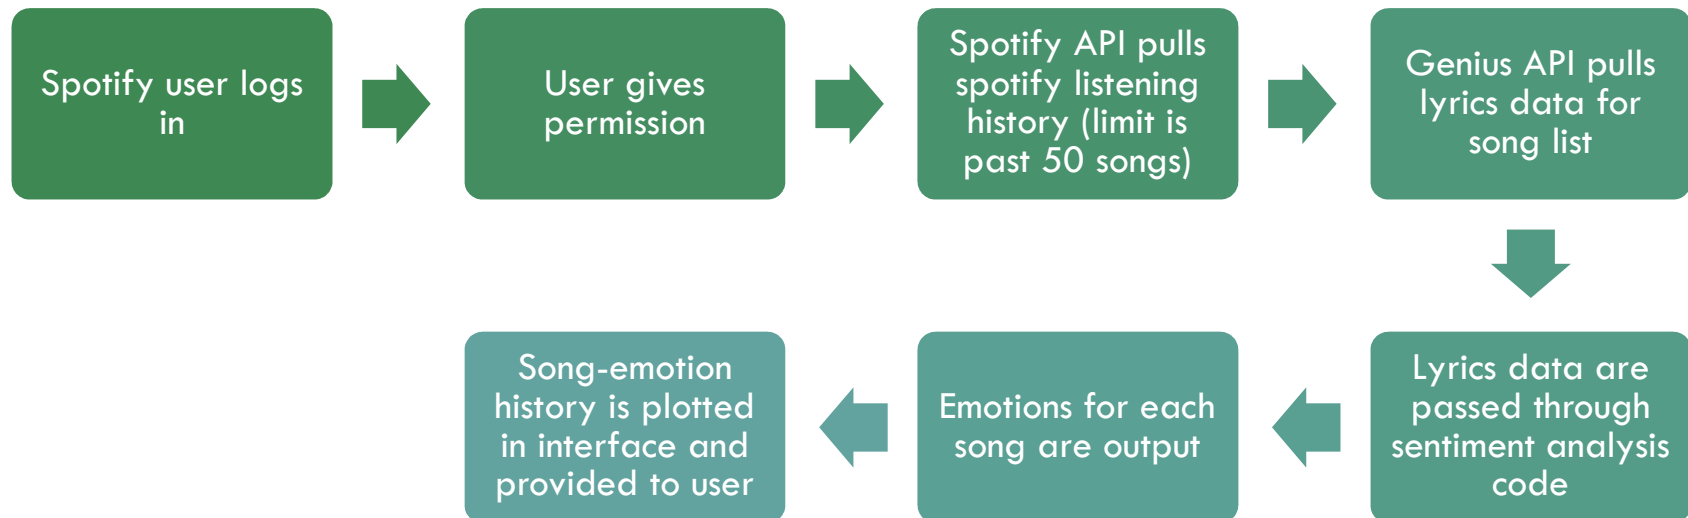 Spotify user logs
in
User gives
permission
Spotify API pulls
spotify listening
history (limit is
past 50 songs)
Genius API pulls
lyrics data for
song list
Lyrics data are
passed through
sentiment analysis
code
Emotions for each
song are output
Song-emotion
history is plotted
in interface and
provided to user